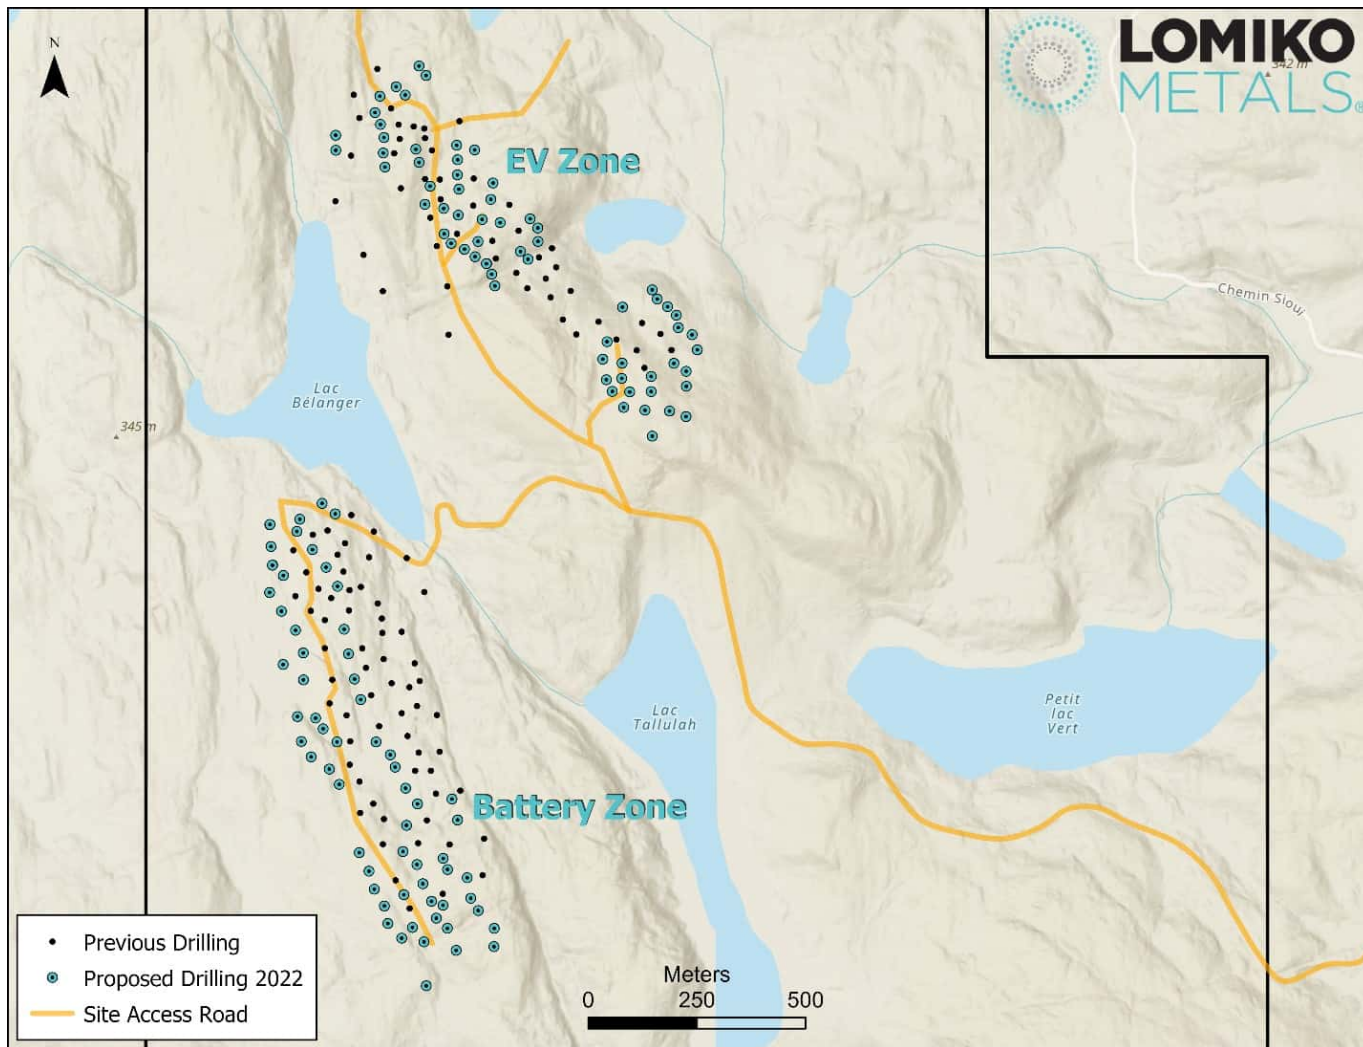 N
LOMIKO
METALS®
342 m
EV Zone
Chemin Sioui
Lac
Bélanger
345 m
Petit
lac
Vert
Lac
Tallulah
Battery Zone
Previous Drilling
Proposed Drilling 2022
Site Access Road
Meters
0 250 500